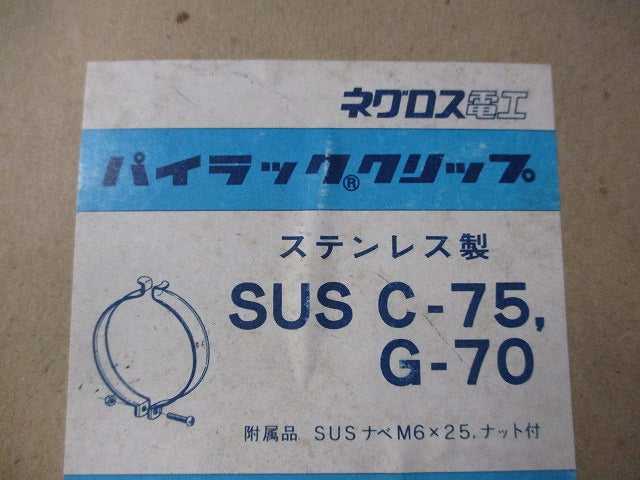 ネグロス電工
パイラック®クリップ
ステンレス製
SUS C-75,
G-70
附属品 SUSナベM6×25,ナット付